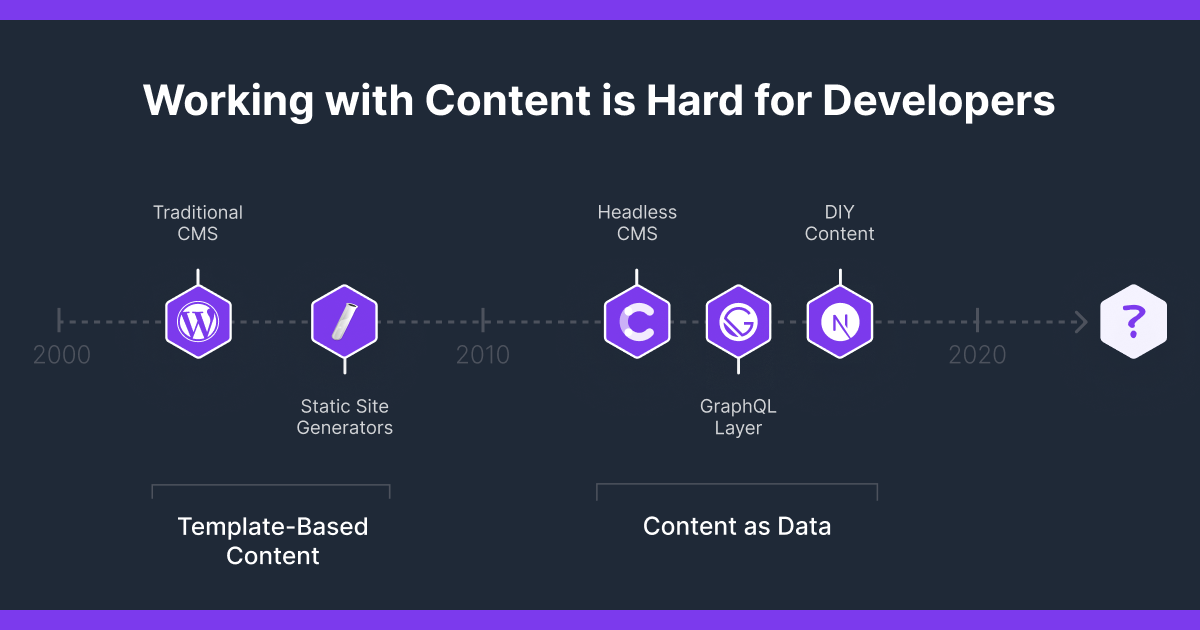 Working with Content is Hard for Developers
Traditional
CMS
Headless
CMS
DIY
Content
W
C
G
N
?
2000
2010
2020
Static Site
Generators
GraphQL
Layer
Template-Based
Content
Content as Data